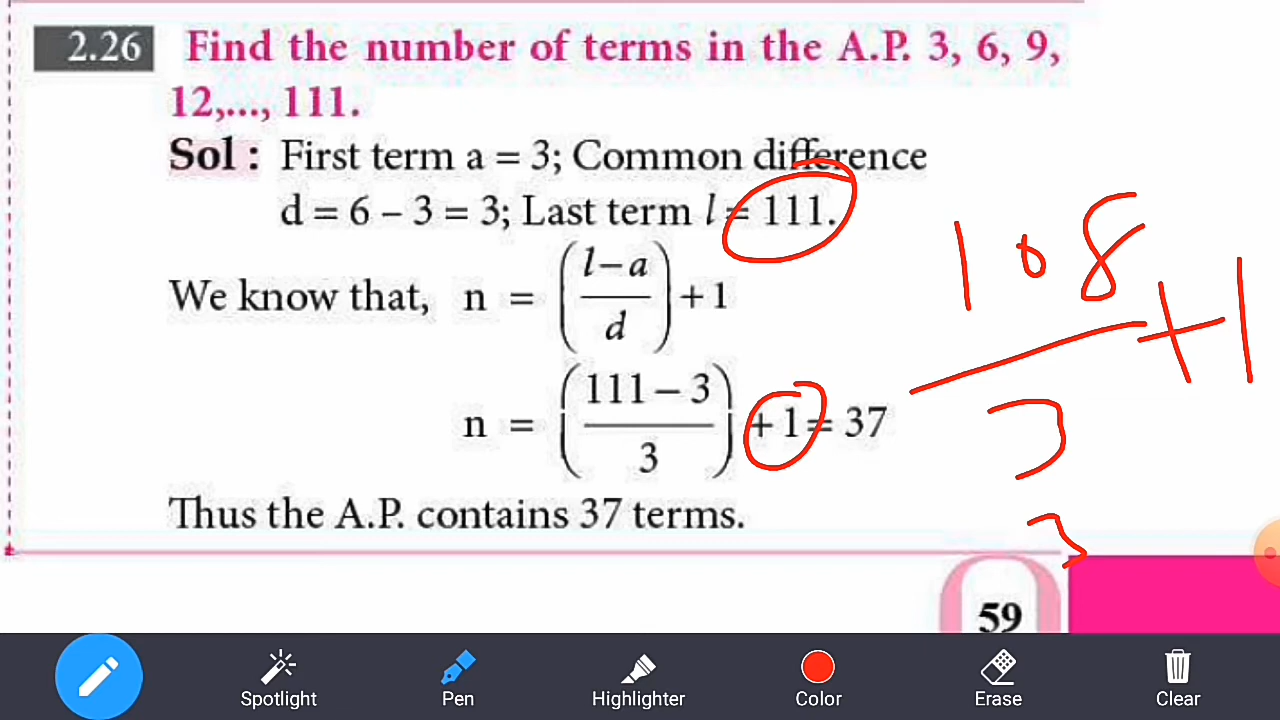 2.26 Find the number of terms in the A.P. 3, 6, 9,
12,..., 111.
Sol : First term a = 3; Common difference
d = 6 – 3 = 3; Last term l = 111.
We know that, n = (l–a/d) + 1
n = (111 – 3/3) + 1 = 37
Thus the A.P. contains 37 terms.
108/3 + 1
3
59
Spotlight Pen Highlighter Color Erase Clear